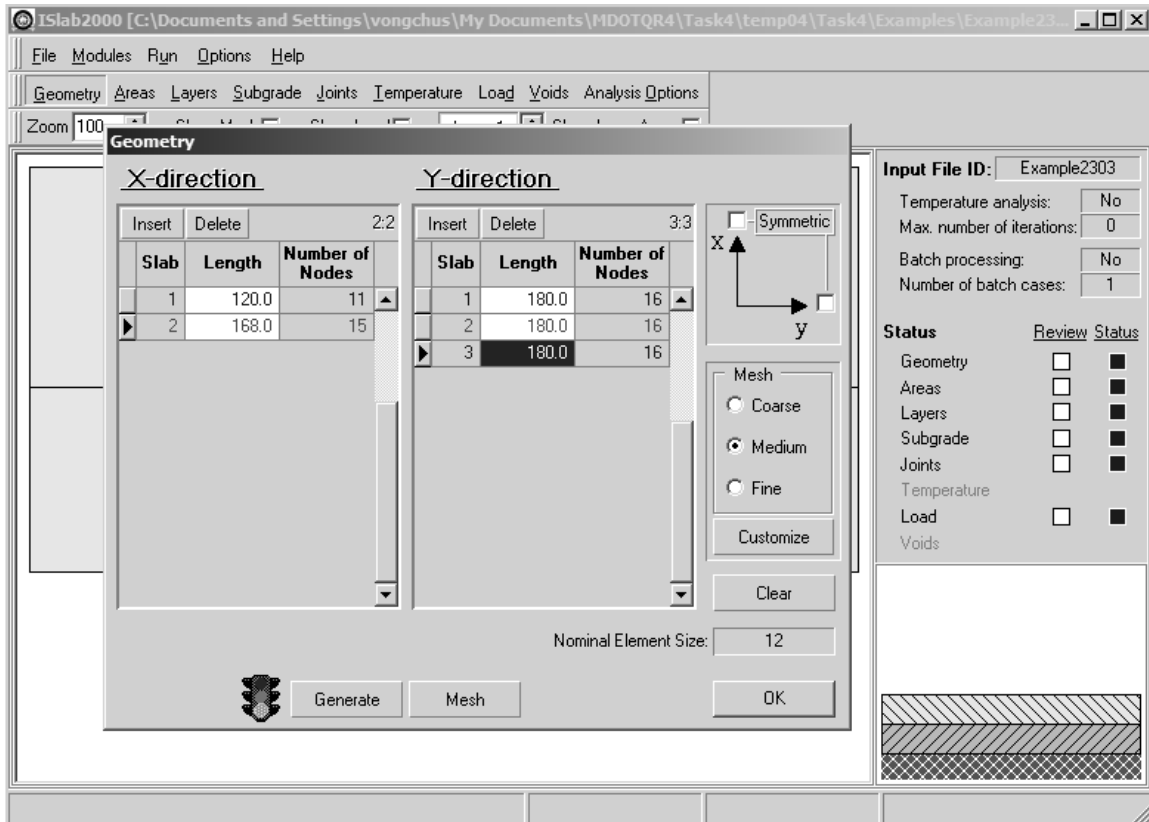 ISlab2000 [C:\Documents and Settings\vongchus\My Documents\MDOTQR4\Task4\temp04\Task4\Examples\Example23...
File Modules Run Options Help
Geometry Areas Layers Subgrade Joints Temperature Load Voids Analysis Options
Zoom 100
Geometry
X-direction
Insert Delete 2:2
Slab Length Number of Nodes
1 120.0 11
2 168.0 15
Y-direction
Insert Delete 3:3
Slab Length Number of Nodes
1 180.0 16
2 180.0 16
3 180.0 16
Symmetric
x
y
Mesh
Coarse
Medium
Fine
Customize
Clear
Nominal Element Size: 12
Generate Mesh OK
Input File ID: Example2303
Temperature analysis: No
Max. number of iterations: 0
Batch processing: No
Number of batch cases: 1
Status Review Status
Geometry
Areas
Layers
Subgrade
Joints
Temperature
Load
Voids